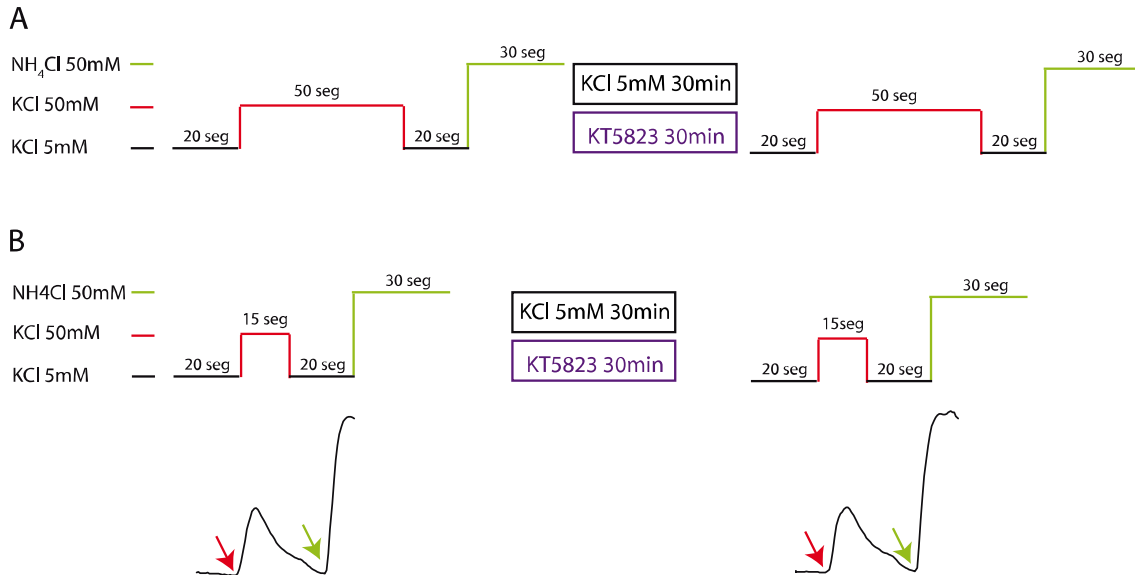 A
NH4Cl 50mM
KCl 50mM
KCl 5mM
20 seg
50 seg
20 seg
30 seg
KCl 5mM 30min
KT5823 30min
20 seg
50 seg
20 seg
30 seg
B
NH4Cl 50mM
KCl 50mM
KCl 5mM
20 seg
15 seg
20 seg
30 seg
KCl 5mM 30min
KT5823 30min
20 seg
15seg
20 seg
30 seg